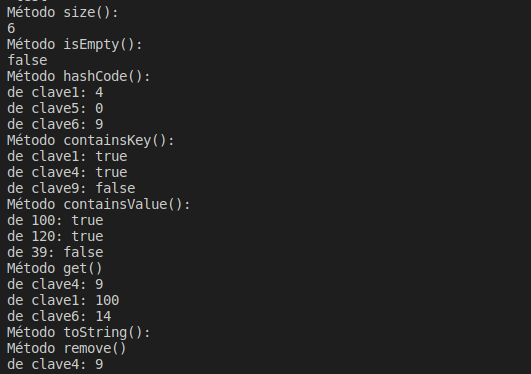 Método size():
6
Método isEmpty():
false
Método hashCode():
de clave1: 4
de clave5: 0
de clave6: 9
Método containsKey():
de clave1: true
de clave4: true
de clave9: false
Método containsValue():
de 100: true
de 120: true
de 39: false
Método get()
de clave4: 9
de clave1: 100
de clave6: 14
Método toString():
Método remove()
de clave4: 9